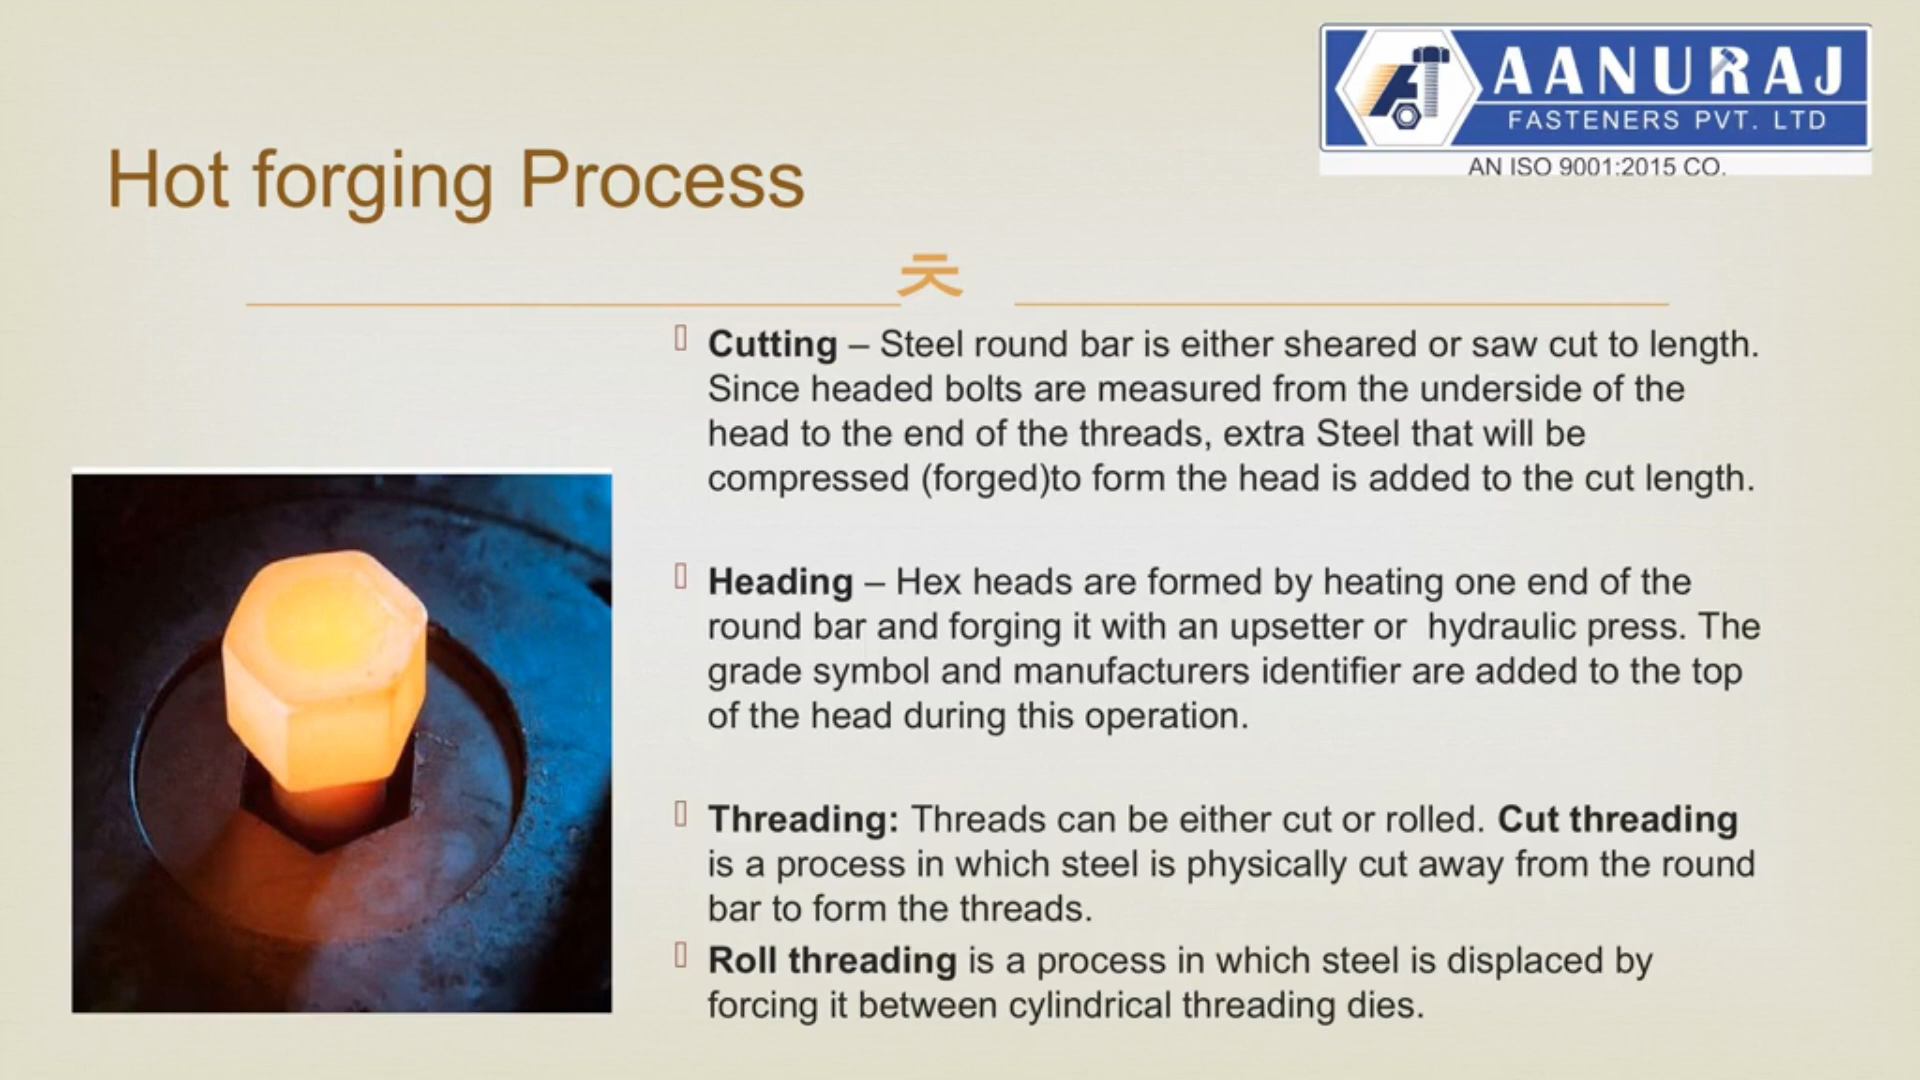 AANURAJ
FASTENERS PVT. LTD
AN ISO 9001:2015 CO.
Hot forging Process
Cutting – Steel round bar is either sheared or saw cut to length.
Since headed bolts are measured from the underside of the
head to the end of the threads, extra Steel that will be
compressed (forged)to form the head is added to the cut length.
Heading – Hex heads are formed by heating one end of the
round bar and forging it with an upsetter or  hydraulic press. The
grade symbol and manufacturers identifier are added to the top
of the head during this operation.
Threading: Threads can be either cut or rolled. Cut threading
is a process in which steel is physically cut away from the round
bar to form the threads.
Roll threading is a process in which steel is displaced by
forcing it between cylindrical threading dies.